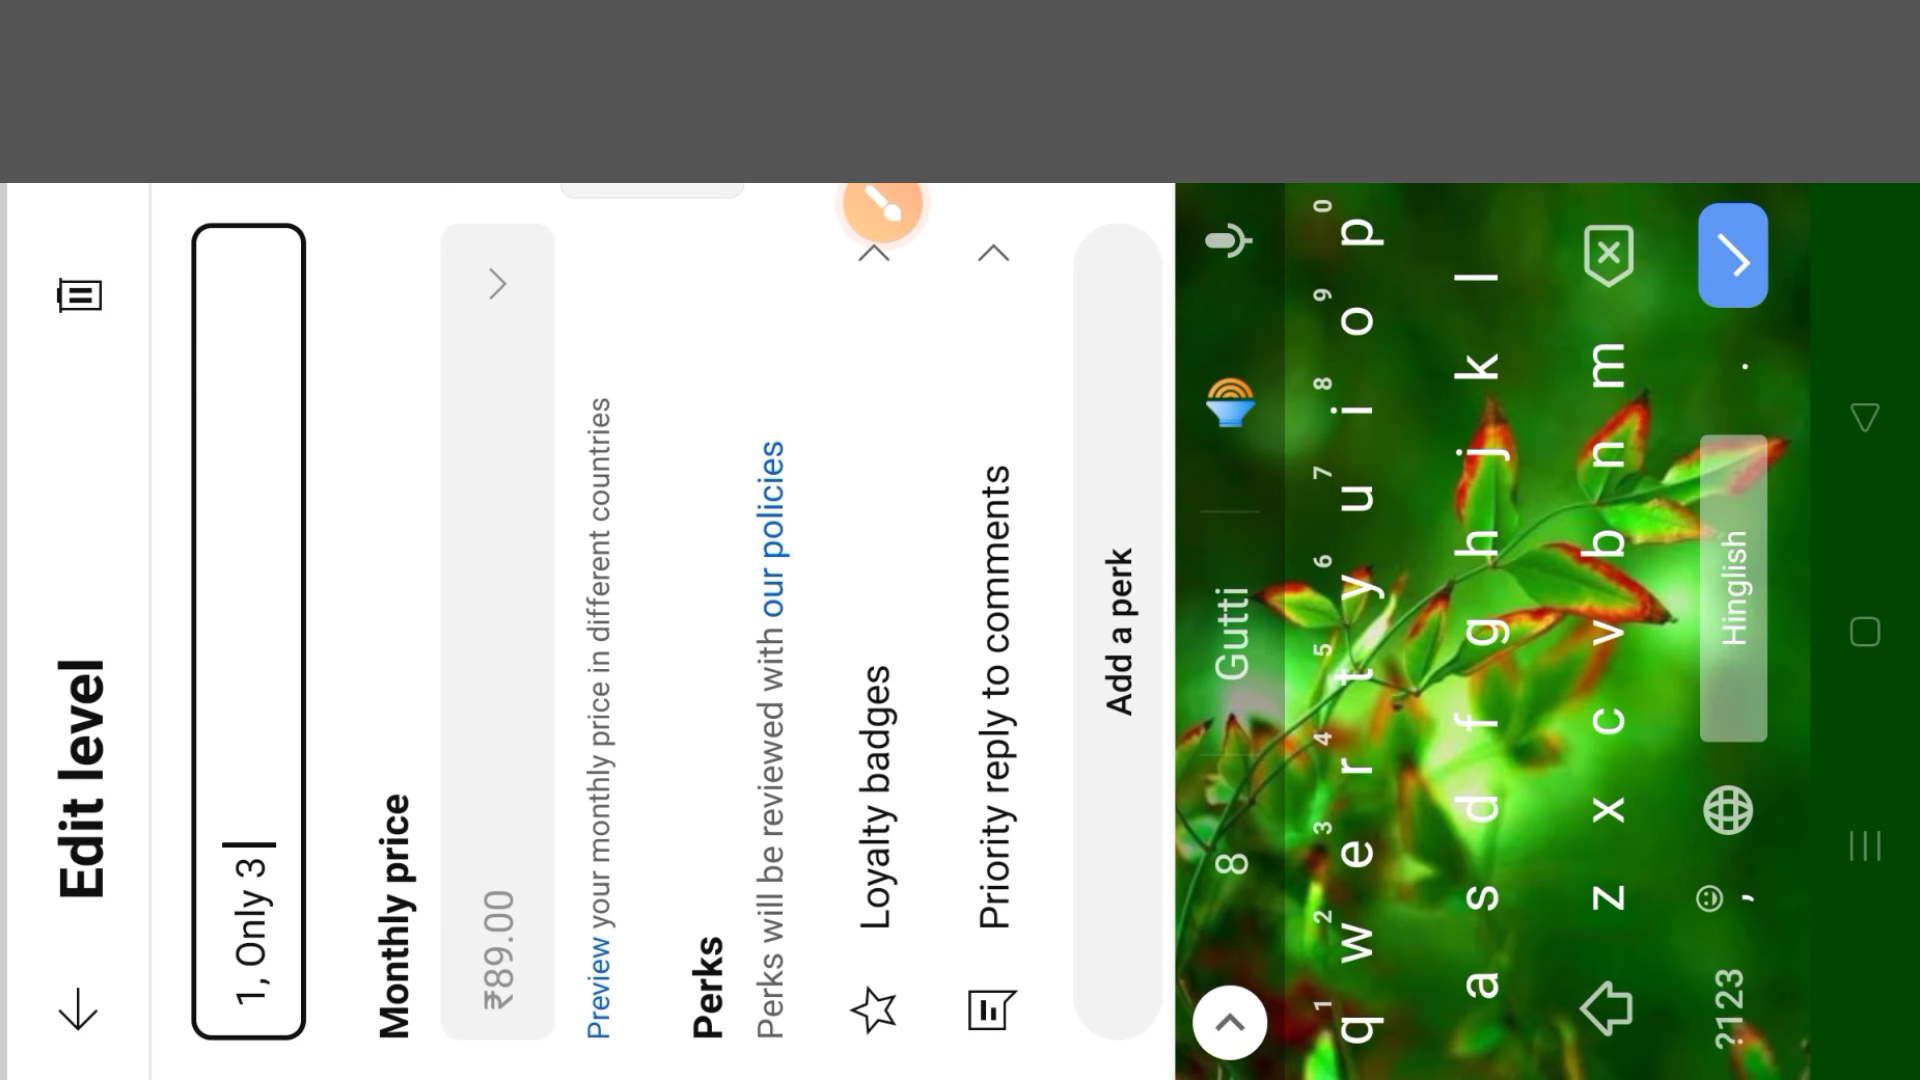 Edit level
1, Only 3
Monthly price
₹89.00
Preview your monthly price in different countries
Perks
Perks will be reviewed with our policies
Loyalty badges
Priority reply to comments
Add a perk
8 Gutti
1 2 3 4 5 6 7 8 9 0
q w e r t y u i o p
a s d f g h j k l
z x c v b n m
?123 , Hinglish .